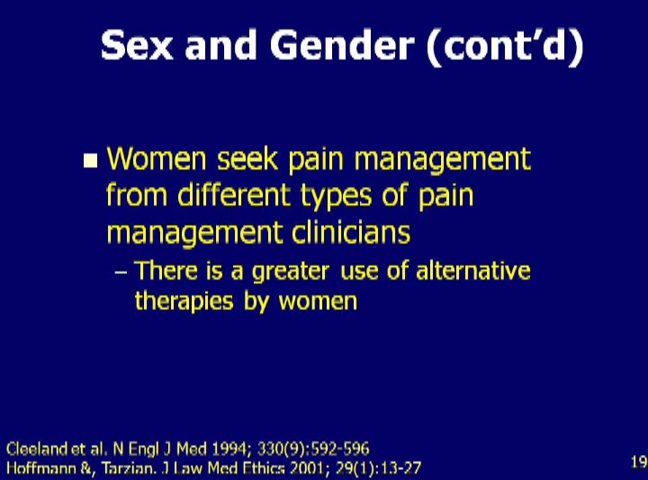 Sex and Gender (cont'd)
■ Women seek pain management
from different types of pain
management clinicians
– There is a greater use of alternative
therapies by women
Cleeland et al. N Engl J Med 1994; 330(9):592-596
Hoffmann &, Tarzian. J Law Med Ethics 2001; 29(1):13-27
19